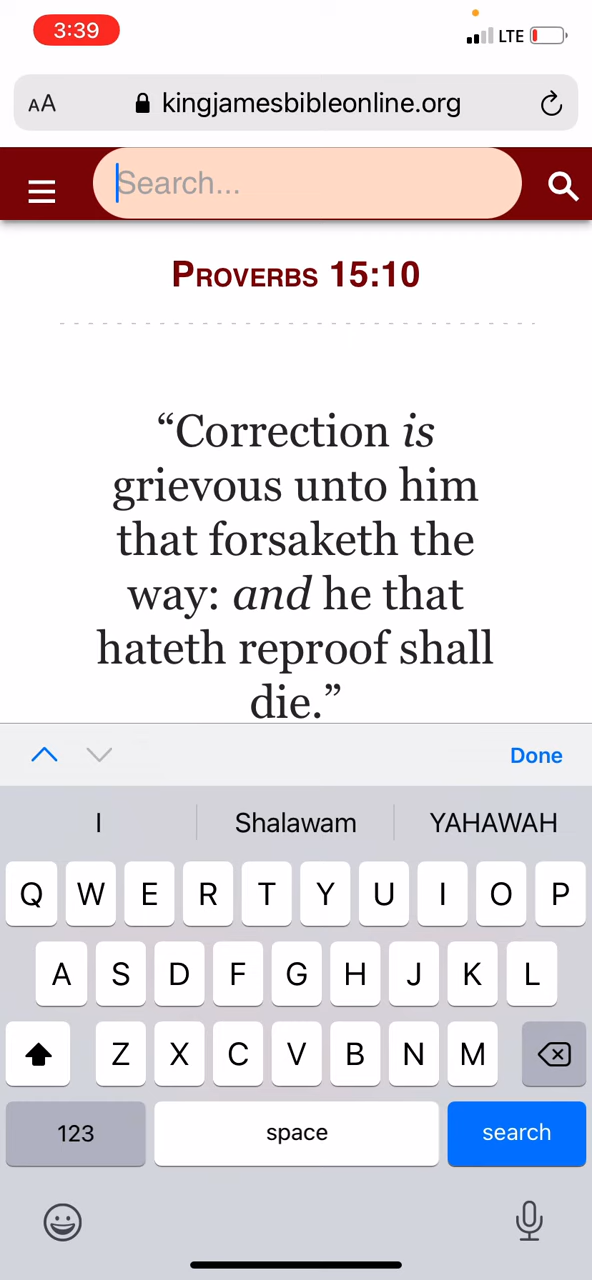 3:39
LTE
AA kingjamesbibleonline.org
Search...
PROVERBS 15:10
“Correction is
grievous unto him
that forsaketh the
way: and he that
hateth reproof shall
die.”
Done
I Shalawam YAHAWAH
Q W E R T Y U I O P
A S D F G H J K L
Z X C V B N M
123 space search